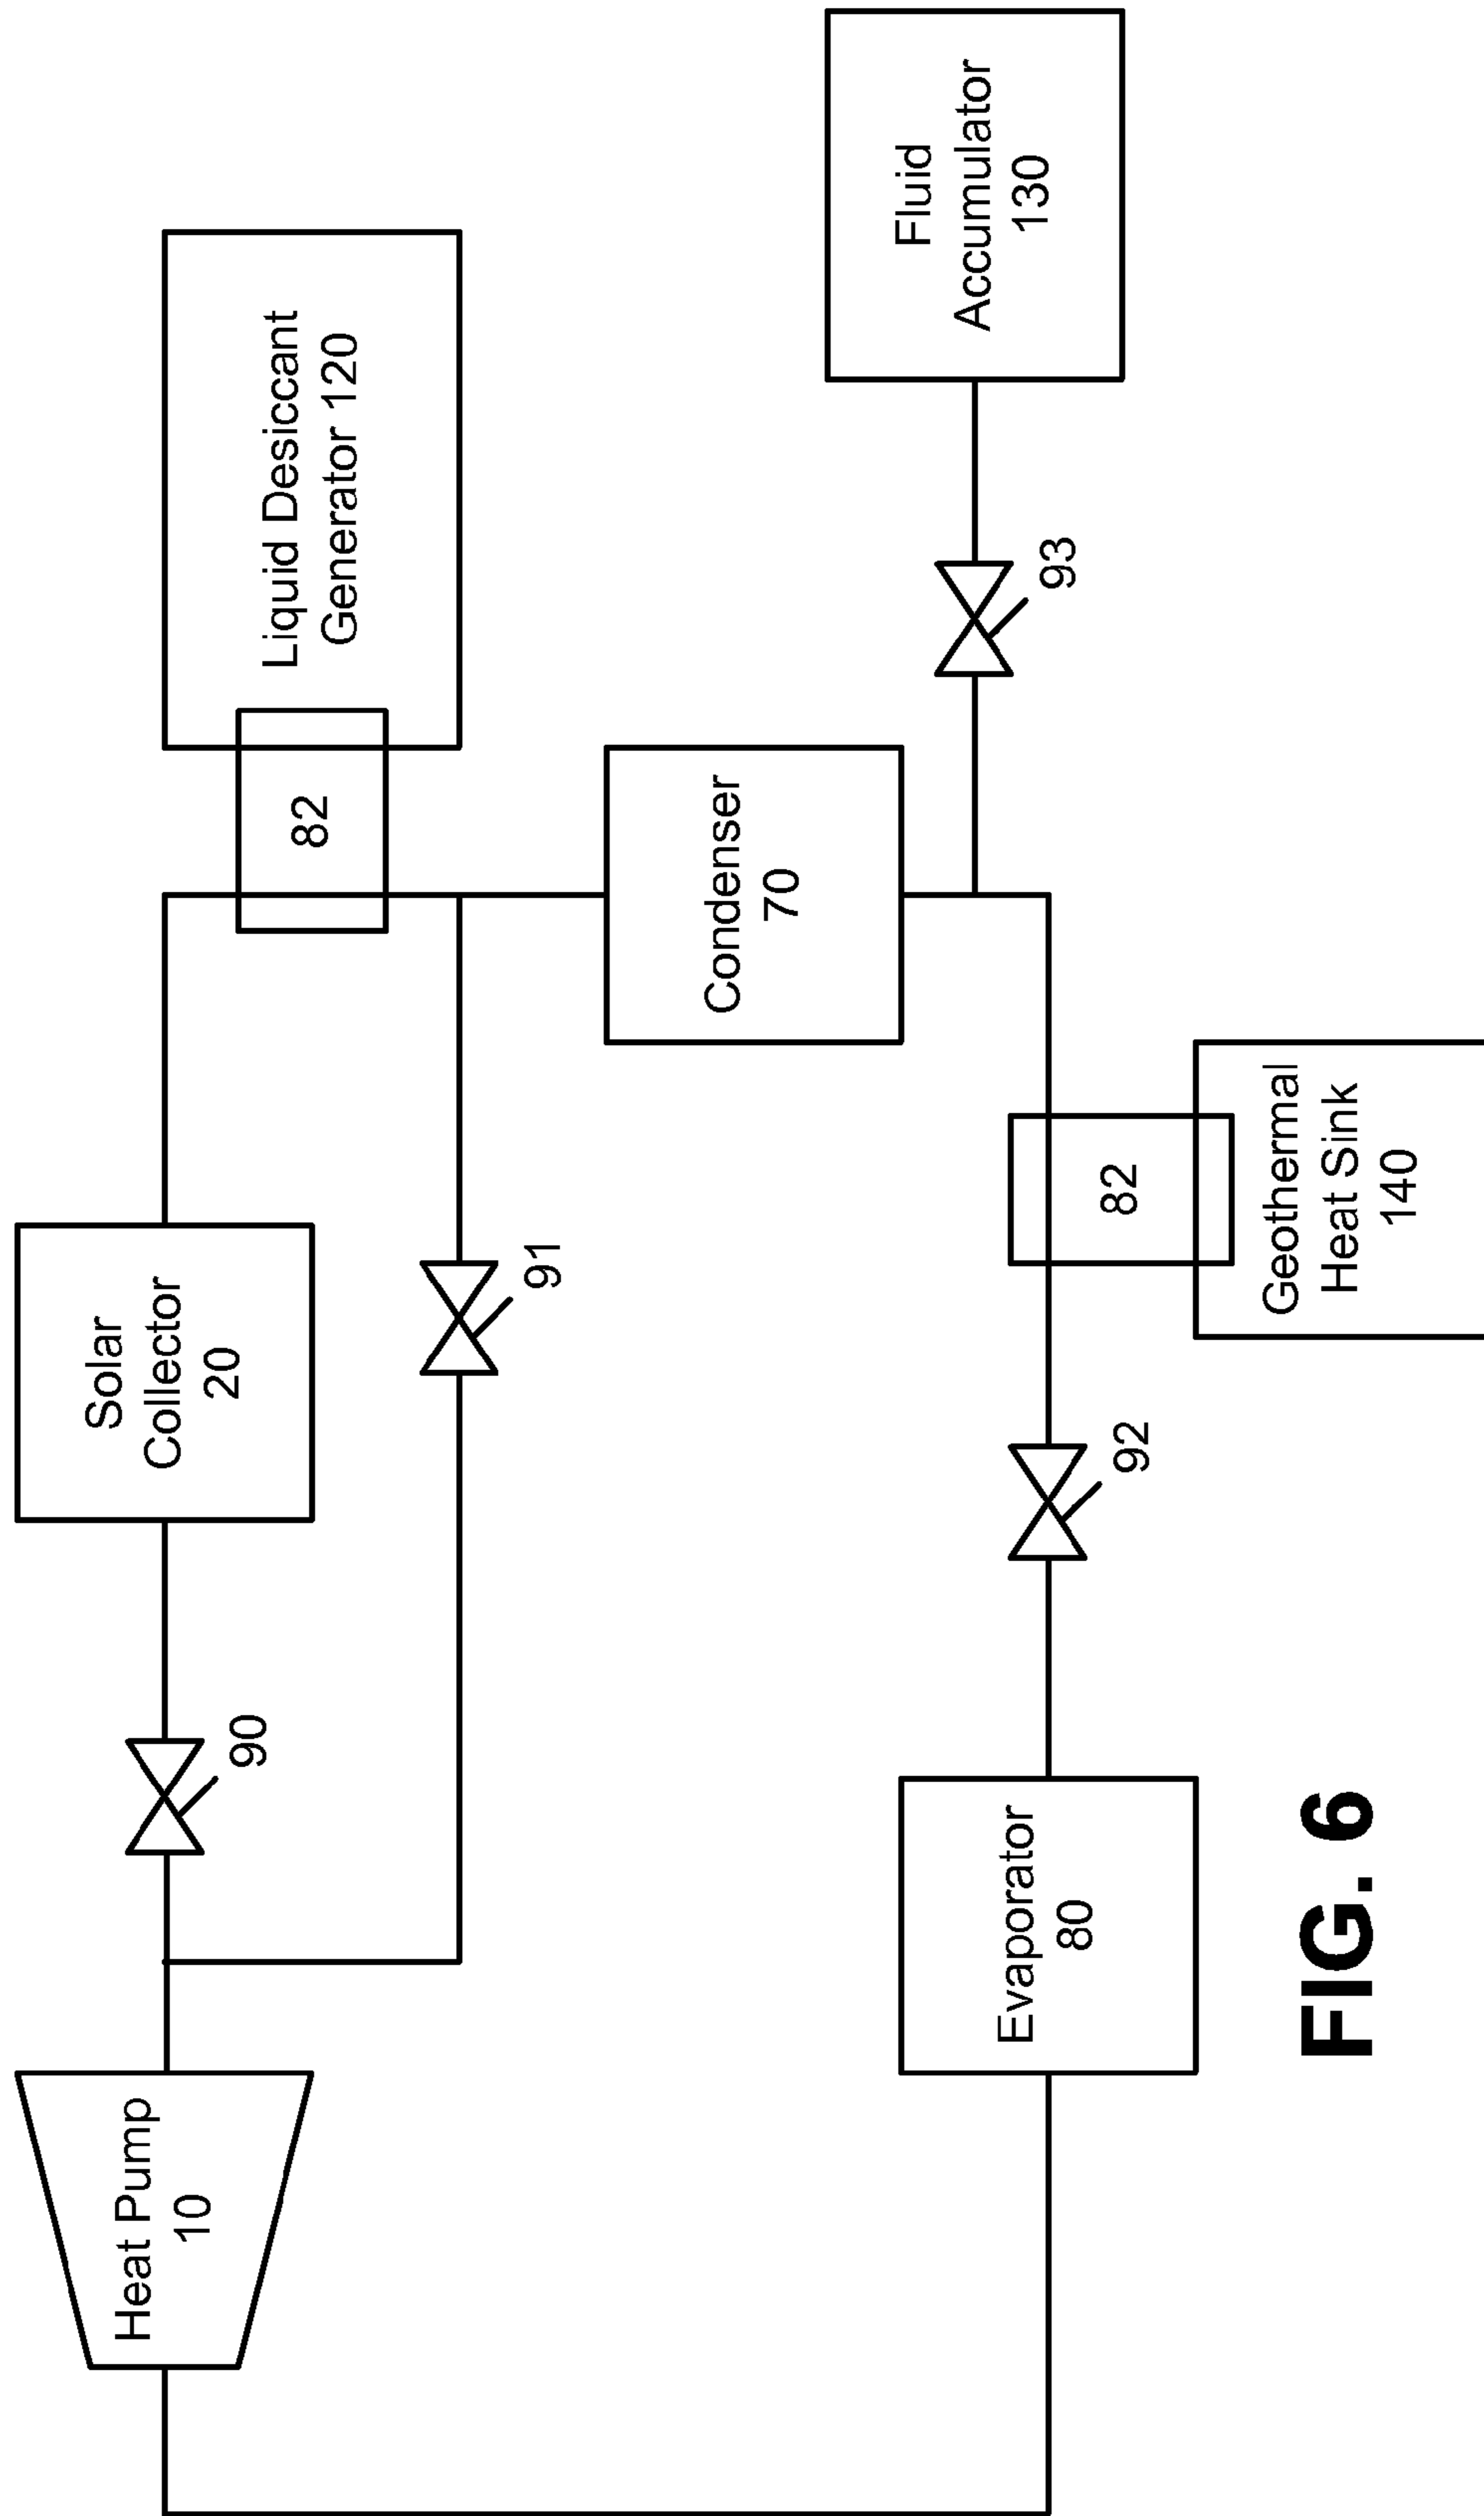 Heat Pump
10
90
Solar
Collector
20
91
82
Liquid Desiccant
Generator 120
Condenser
70
93
Fluid
Accumulator
130
Evaporator
80
92
82
Geothermal
Heat Sink
140
FIG. 6